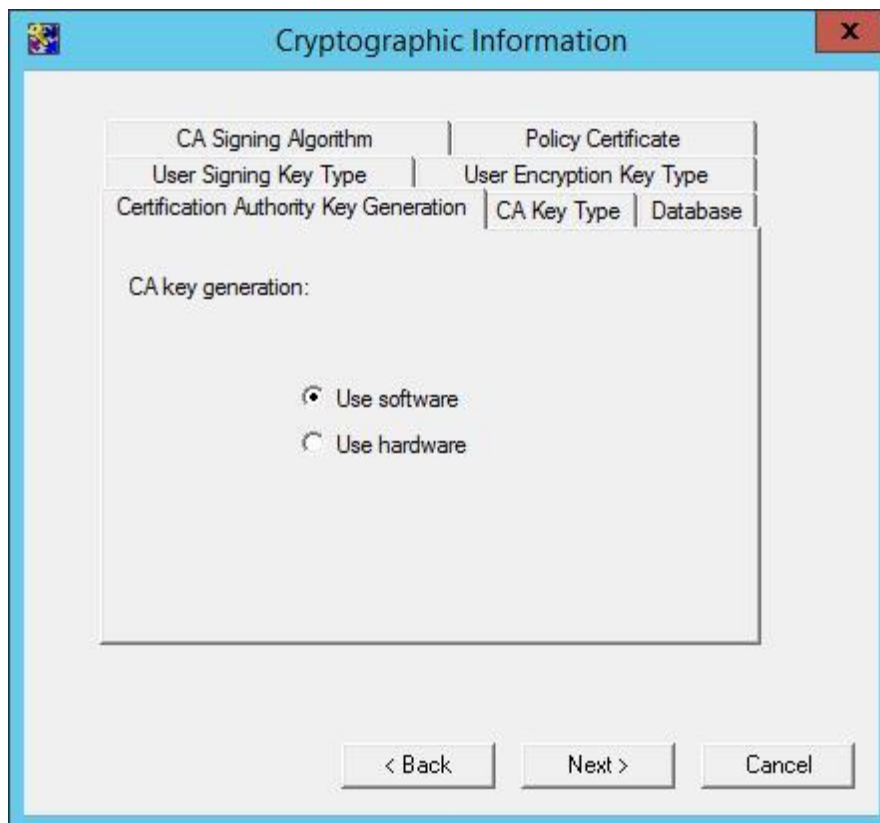 Cryptographic Information
x
CA Signing Algorithm Policy Certificate
User Signing Key Type User Encryption Key Type
Certification Authority Key Generation CA Key Type Database
CA key generation:
Use software
Use hardware
< Back Next > Cancel